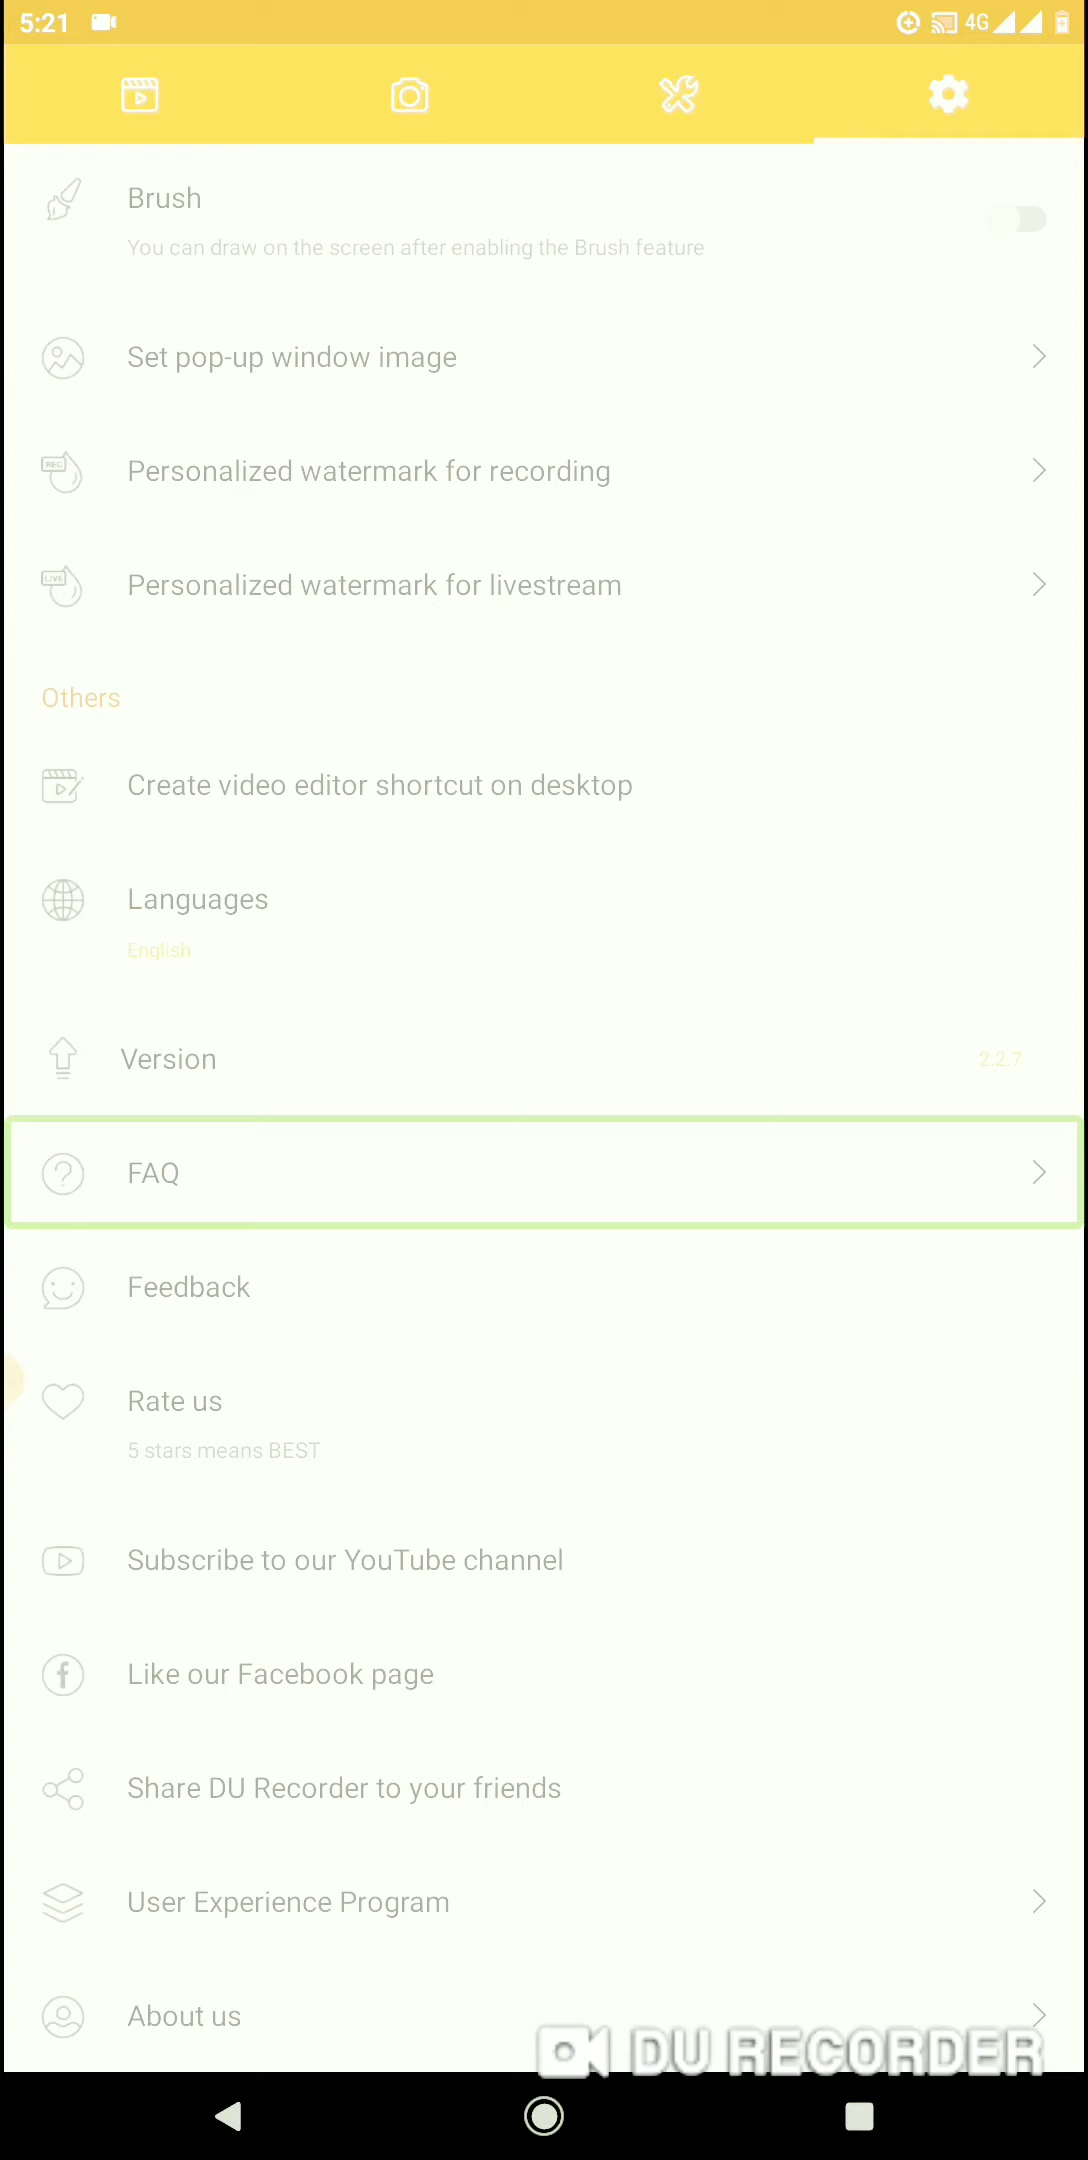 5:21
4G
Brush
You can draw on the screen after enabling the Brush feature
Set pop-up window image
REC
Personalized watermark for recording
LIVE
Personalized watermark for livestream
Others
Create video editor shortcut on desktop
Languages
English
Version 2.2.7
FAQ
Feedback
Rate us
5 stars means BEST
Subscribe to our YouTube channel
Like our Facebook page
Share DU Recorder to your friends
User Experience Program
About us
DU RECORDER